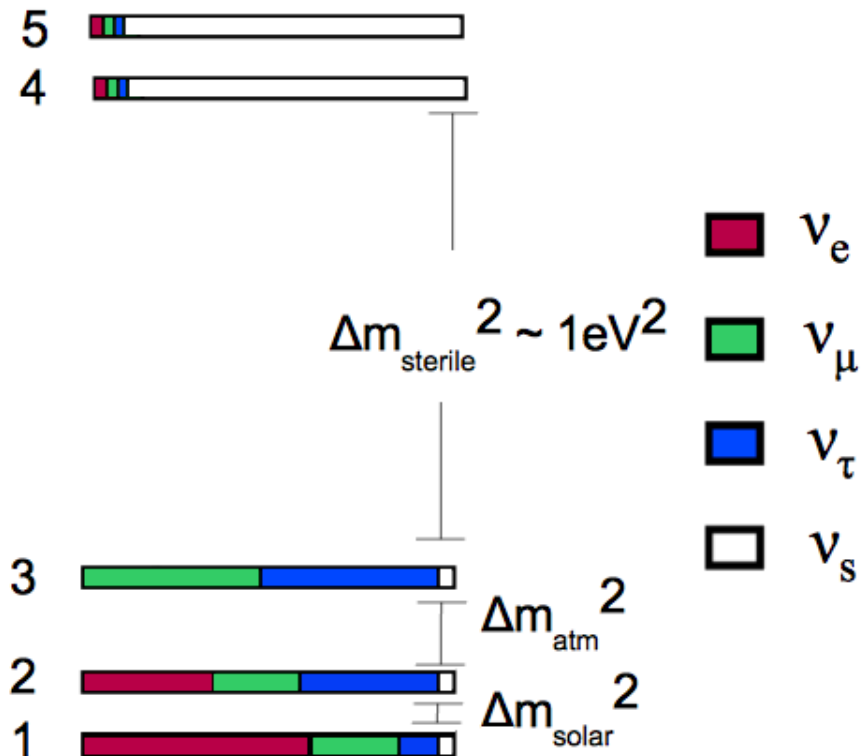 5
4
Δm_sterile^2 ~ 1eV^2
3
Δm_atm^2
2
Δm_solar^2
1
ν_e
ν_μ
ν_τ
ν_s